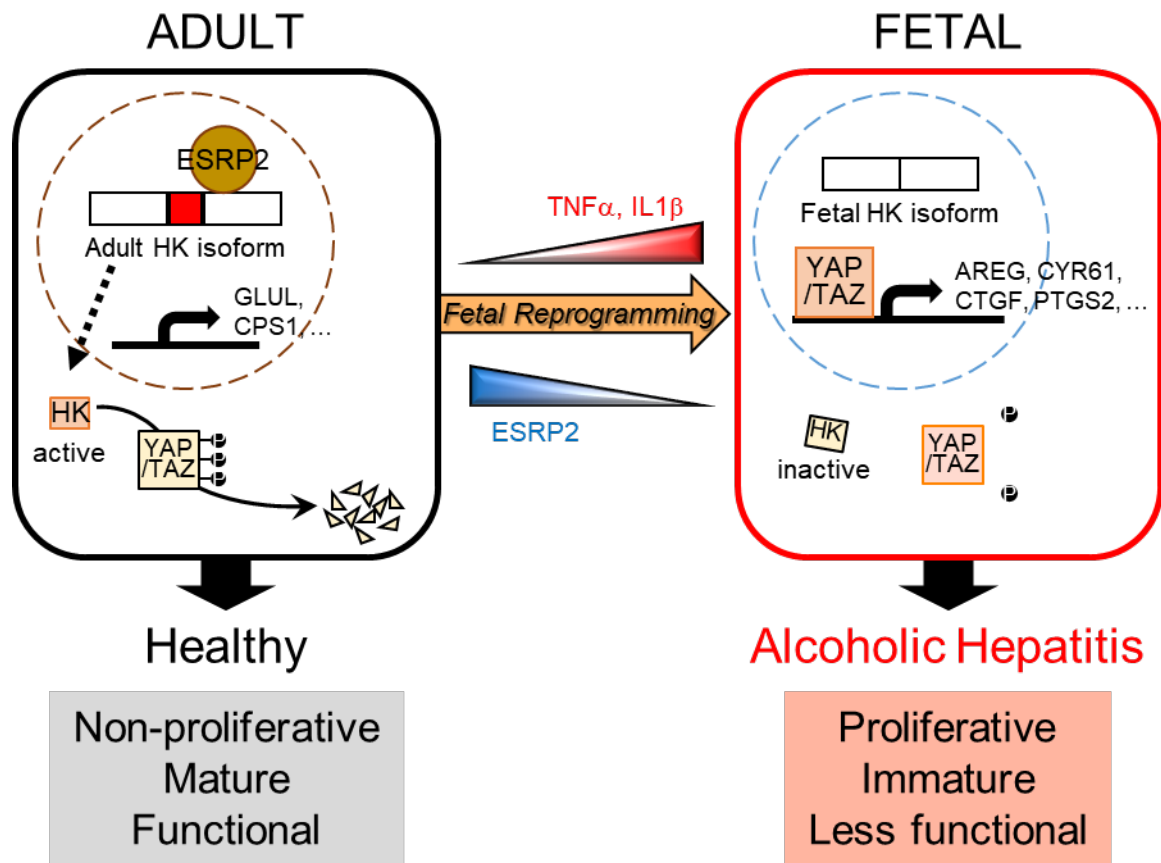 ADULT
ESRP2
Adult HK isoform
GLUL,
CPS1, ...
HK
active
YAP
/TAZ
P
P
P
Healthy
Non-proliferative
Mature
Functional
TNFα, IL1β
Fetal Reprogramming
ESRP2
FETAL
Fetal HK isoform
YAP
/TAZ
AREG, CYR61,
CTGF, PTGS2, ...
HK
inactive
YAP
/TAZ
P
P
Alcoholic Hepatitis
Proliferative
Immature
Less functional